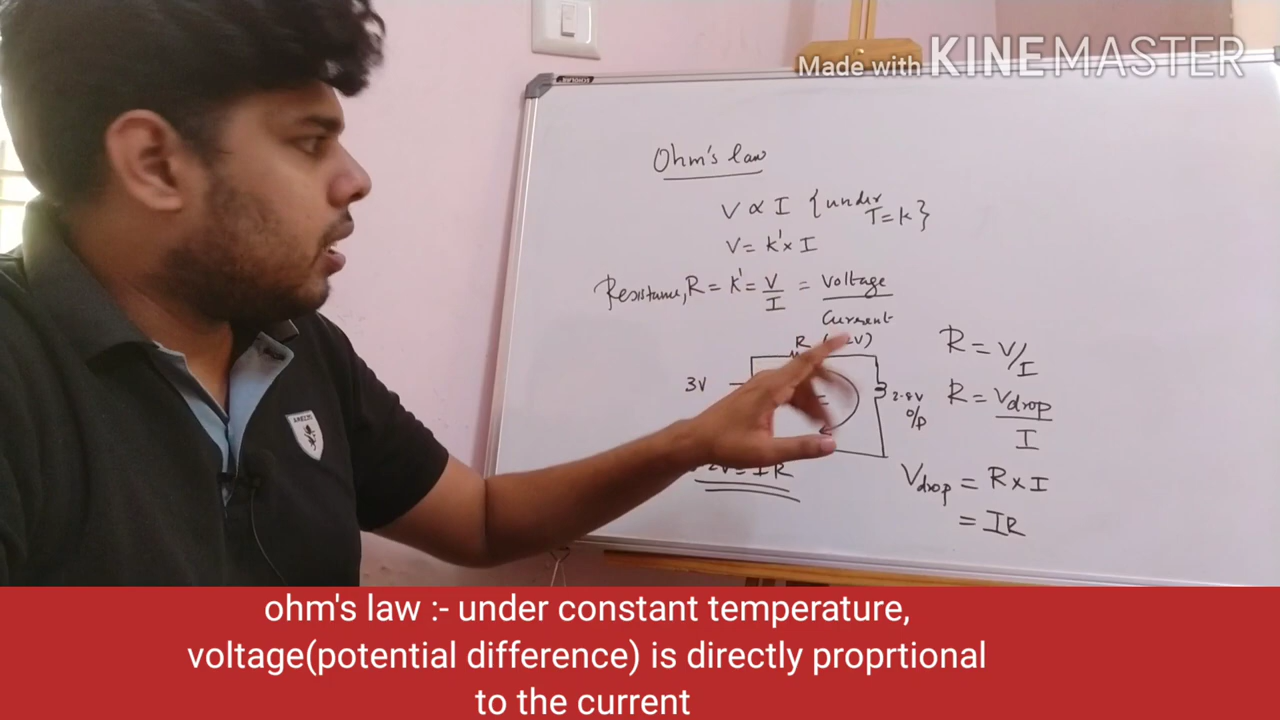 Made with KINEMASTER
Ohm's law
V ∝ I {under T=k}
V = k'x I
Resistance, R = k' = V/I = Voltage/Current
R
3V
2.8V
o/p
R = V/I
R = Vdrop/I
Vdrop = R x I
= IR
2V = IR
ohm's law :- under constant temperature,
voltage(potential difference) is directly proprtional
to the current